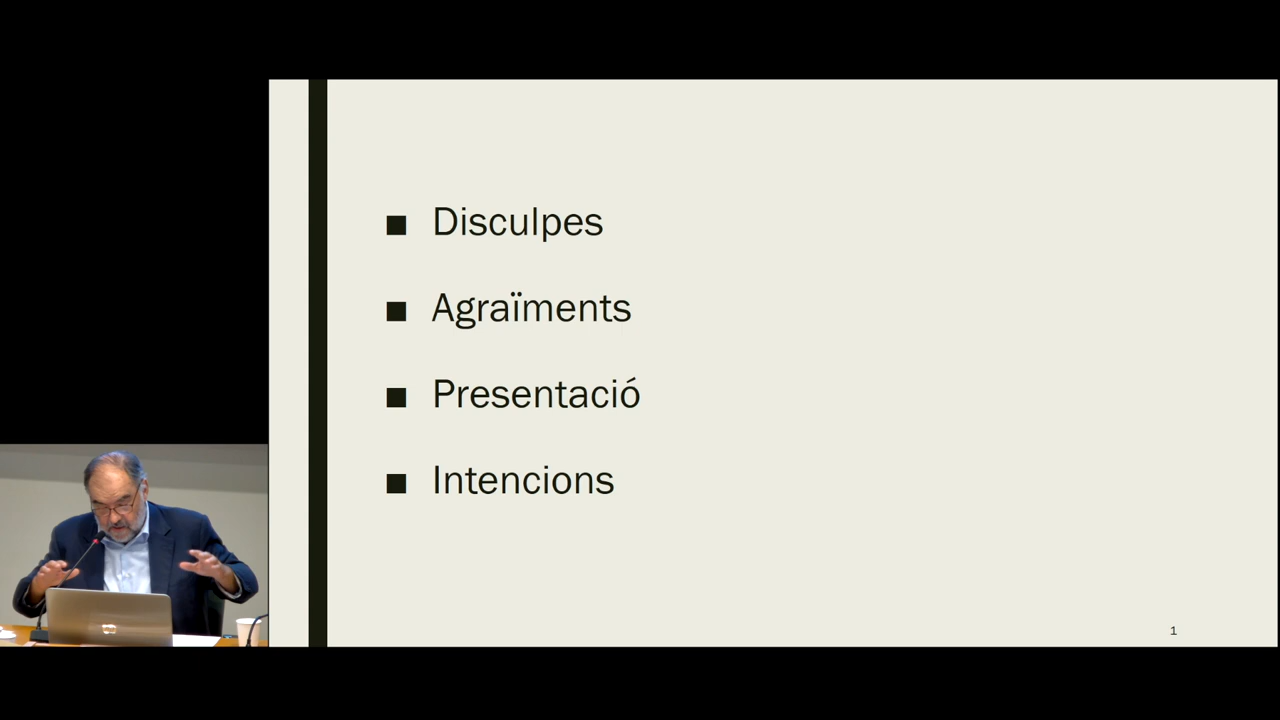 ■ Disculpes
■ Agraïments
■ Presentació
■ Intencions
1